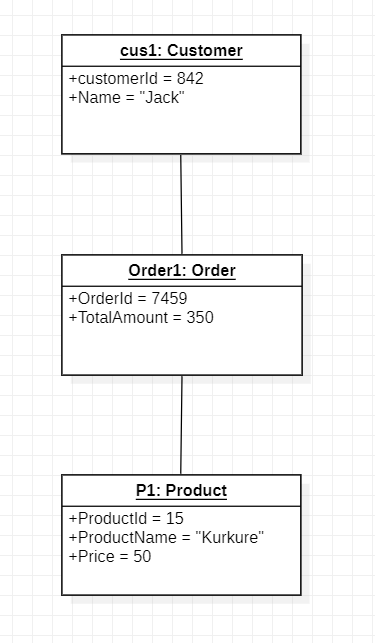 cus1: Customer
+customerId = 842
+Name = "Jack"
Order1: Order
+OrderId = 7459
+TotalAmount = 350
P1: Product
+ProductId = 15
+ProductName = "Kurkure"
+Price = 50